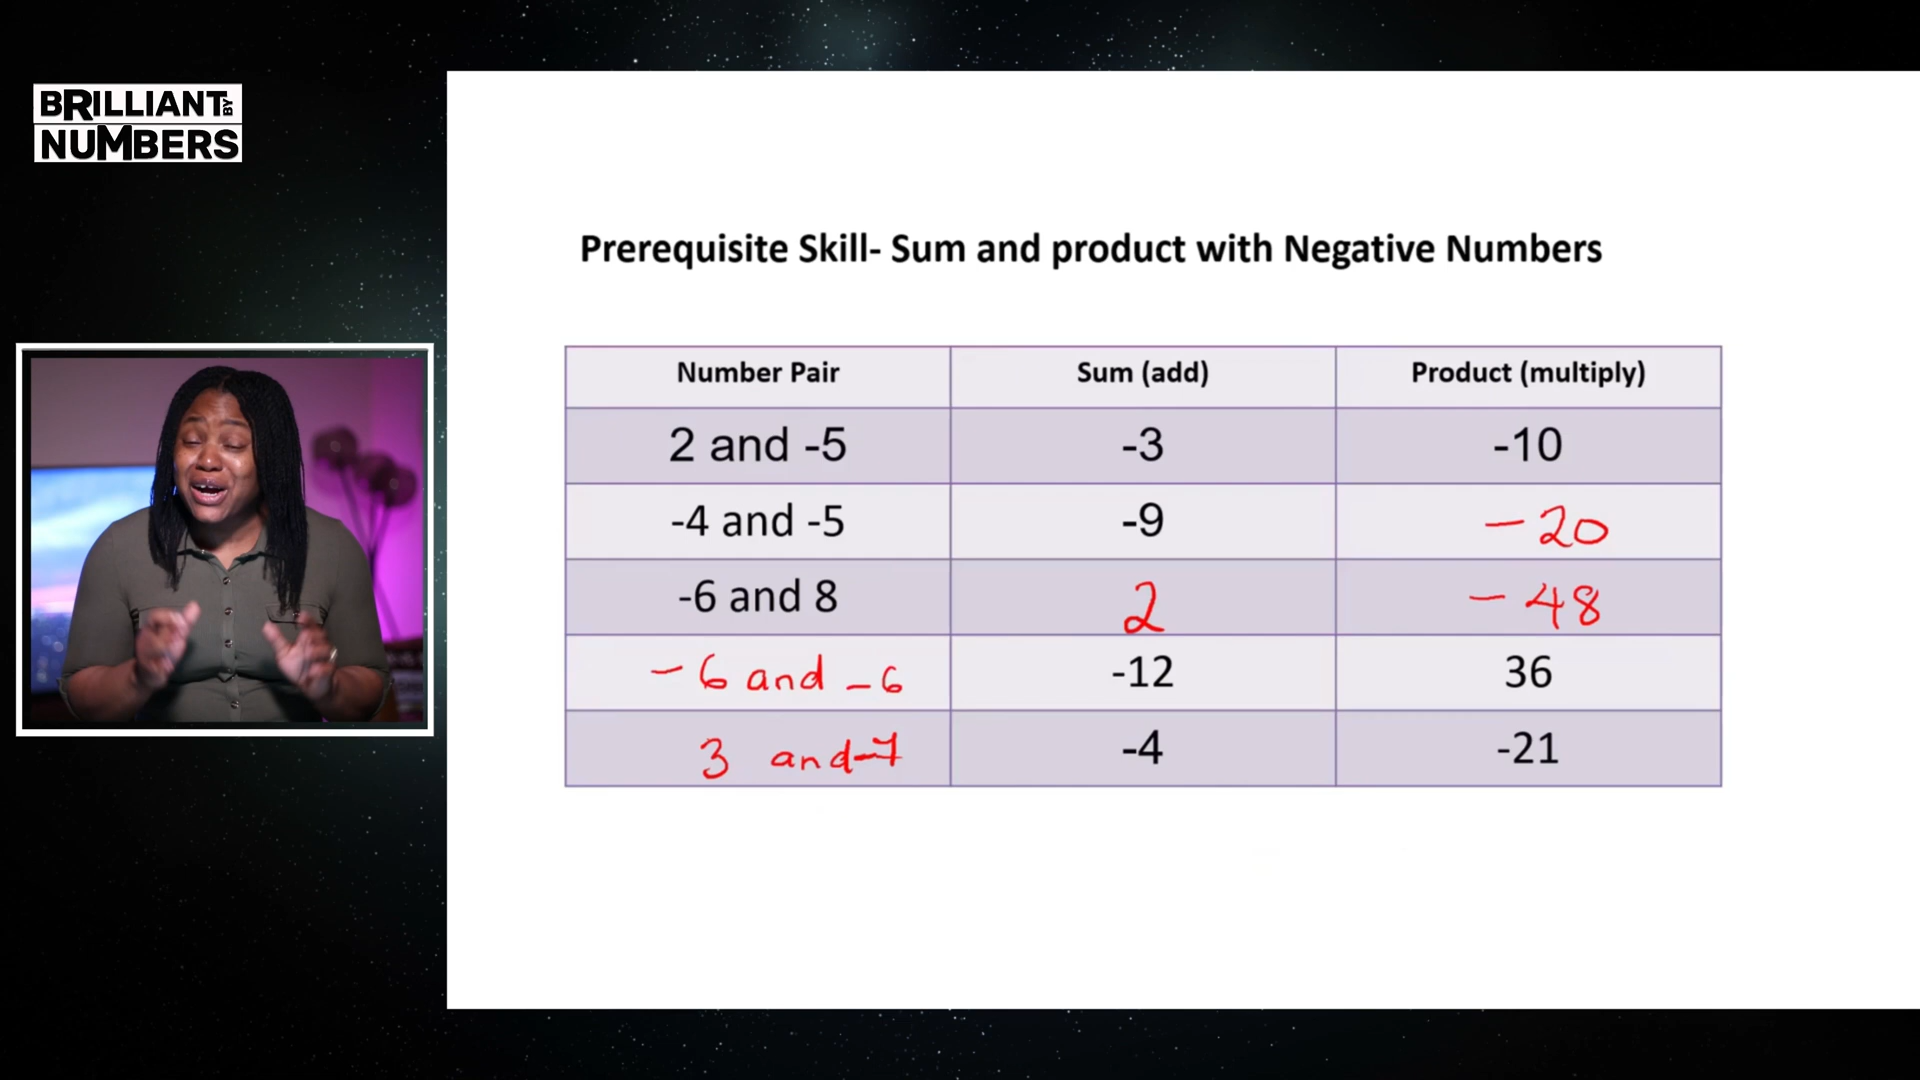 BRILLIANT BY
NUMBERS
Prerequisite Skill- Sum and product with Negative Numbers
Number Pair Sum (add) Product (multiply)
2 and -5 -3 -10
-4 and -5 -9 -20
-6 and 8 2 -48
-6 and -6 -12 36
3 and -7 -4 -21